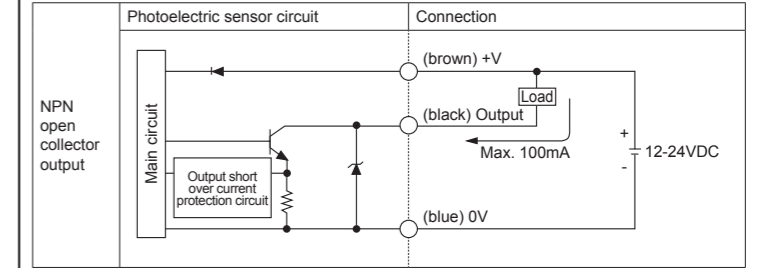 Photoelectric sensor circuit
Connection
NPN
open
collector
output
Main circuit
Output short
over current
protection circuit
(brown) +V
Load
(black) Output
Max. 100mA
+
12-24VDC
-
(blue) 0V